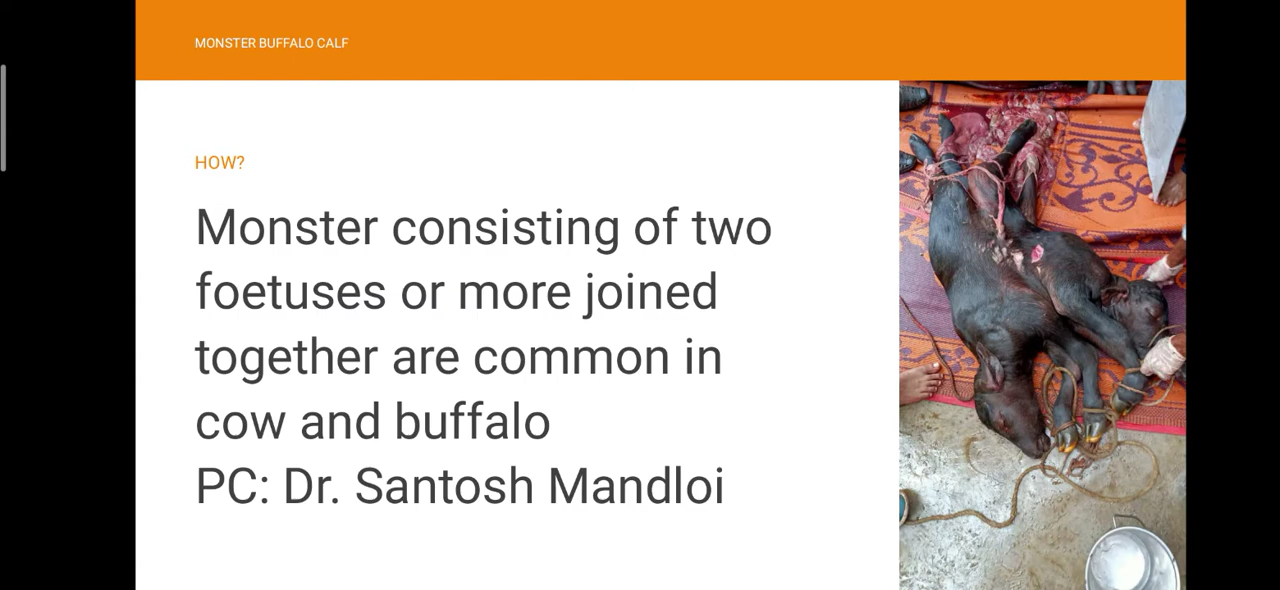 MONSTER BUFFALO CALF
HOW?
Monster consisting of two
foetuses or more joined
together are common in
cow and buffalo
PC: Dr. Santosh Mandloi